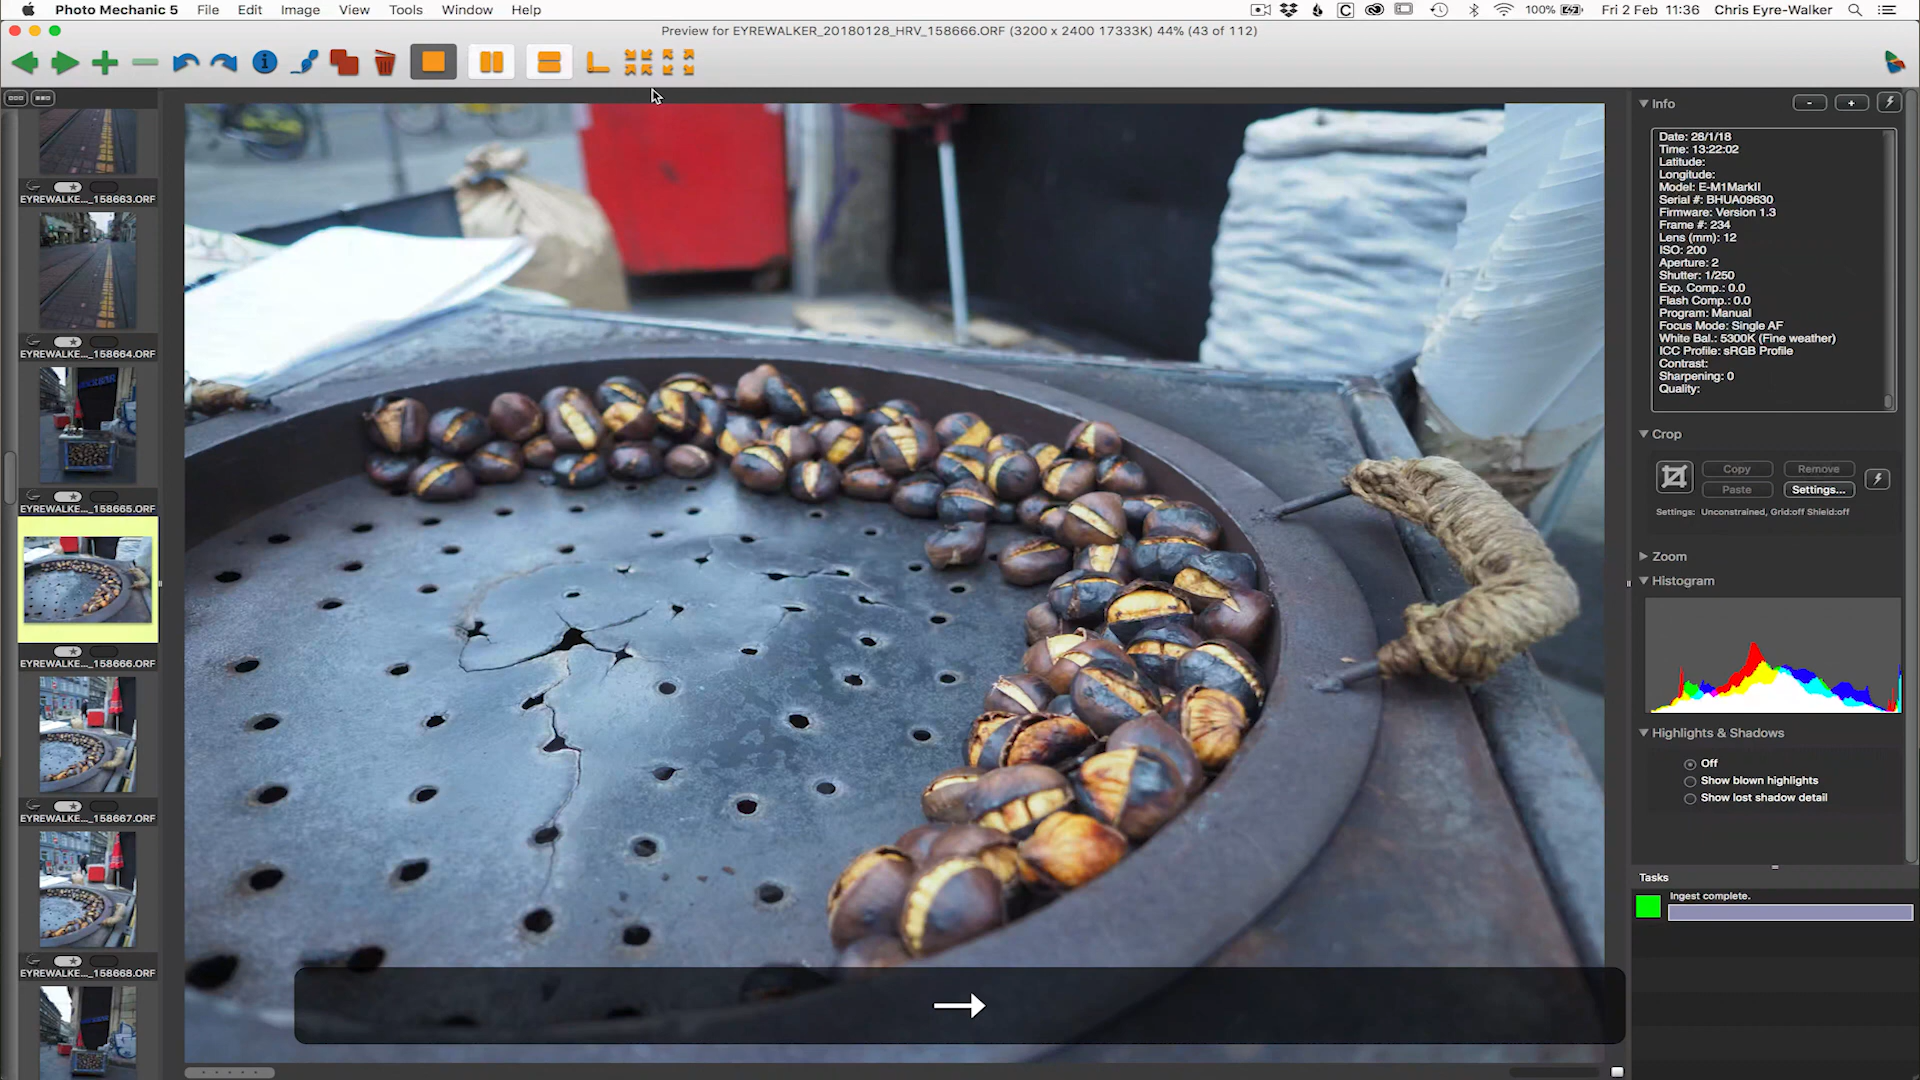 Photo Mechanic 5 File Edit Image View Tools Window Help
100% Fri 2 Feb 11:36 Chris Eyre-Walker
Preview for EYREWALKER_20180128_HRV_158666.ORF (3200 x 2400 17333K) 44% (43 of 112)
EYREWALKE..._158663.ORF
EYREWALKE..._158664.ORF
EYREWALKE..._158665.ORF
EYREWALKE..._158666.ORF
EYREWALKE..._158667.ORF
EYREWALKE..._158668.ORF
Info
Date: 28/1/18
Time: 13:22:02
Latitude:
Longitude:
Model: E-M1MarkII
Serial #: BHUA09630
Firmware: Version 1.3
Frame #: 234
Lens (mm): 12
ISO: 200
Aperture: 2
Shutter: 1/250
Exp. Comp.: 0.0
Flash Comp.: 0.0
Program: Manual
Focus Mode: Single AF
White Bal.: 5300K (Fine weather)
ICC Profile: sRGB Profile
Contrast:
Sharpening: 0
Quality:
Crop
Copy Remove
Paste Settings...
Settings: Unconstrained, Grid:off Shield:off
Zoom
Histogram
Highlights & Shadows
Off
Show blown highlights
Show lost shadow detail
Tasks
Ingest complete.